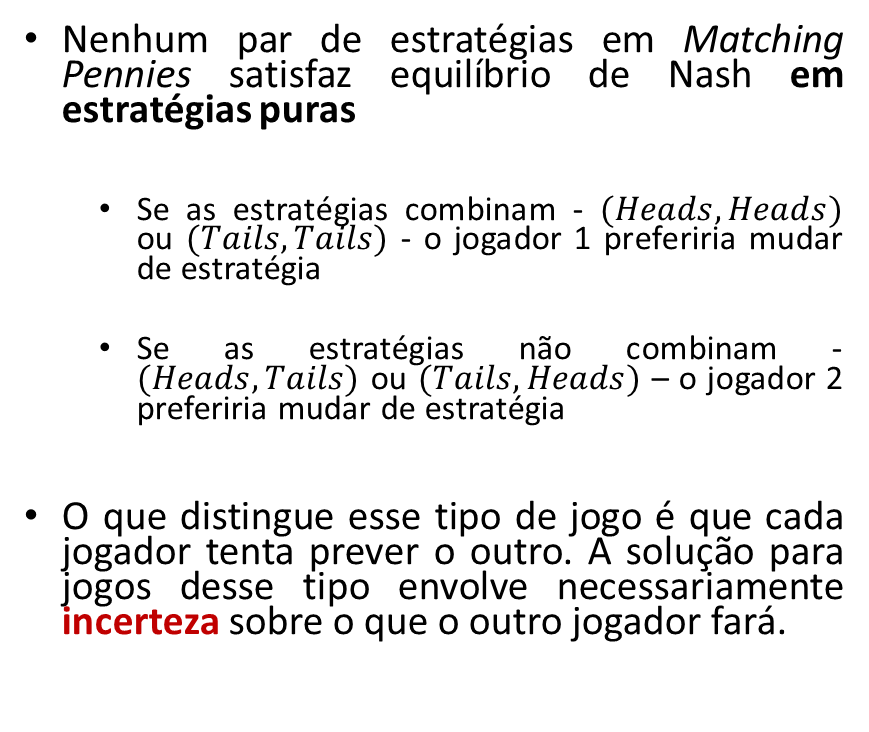 • Nenhum par de estratégias em Matching
Pennies satisfaz equilíbrio de Nash em
estratégias puras
• Se as estratégias combinam - (Heads, Heads)
ou (Tails, Tails) - o jogador 1 preferiria mudar
de estratégia
• Se as estratégias não combinam -
(Heads, Tails) ou (Tails, Heads) – o jogador 2
preferiria mudar de estratégia
• O que distingue esse tipo de jogo é que cada
jogador tenta prever o outro. A solução para
jogos desse tipo envolve necessariamente
incerteza sobre o que o outro jogador fará.